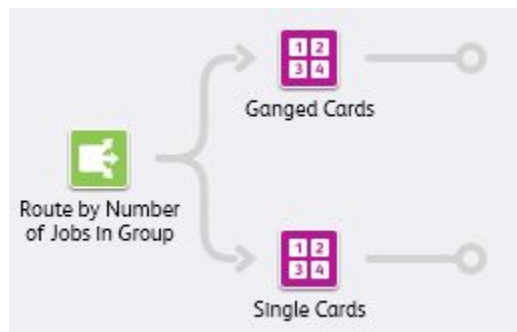 1 2
3 4
Ganged Cards
Route by Number
of Jobs in Group
1 2
3 4
Single Cards